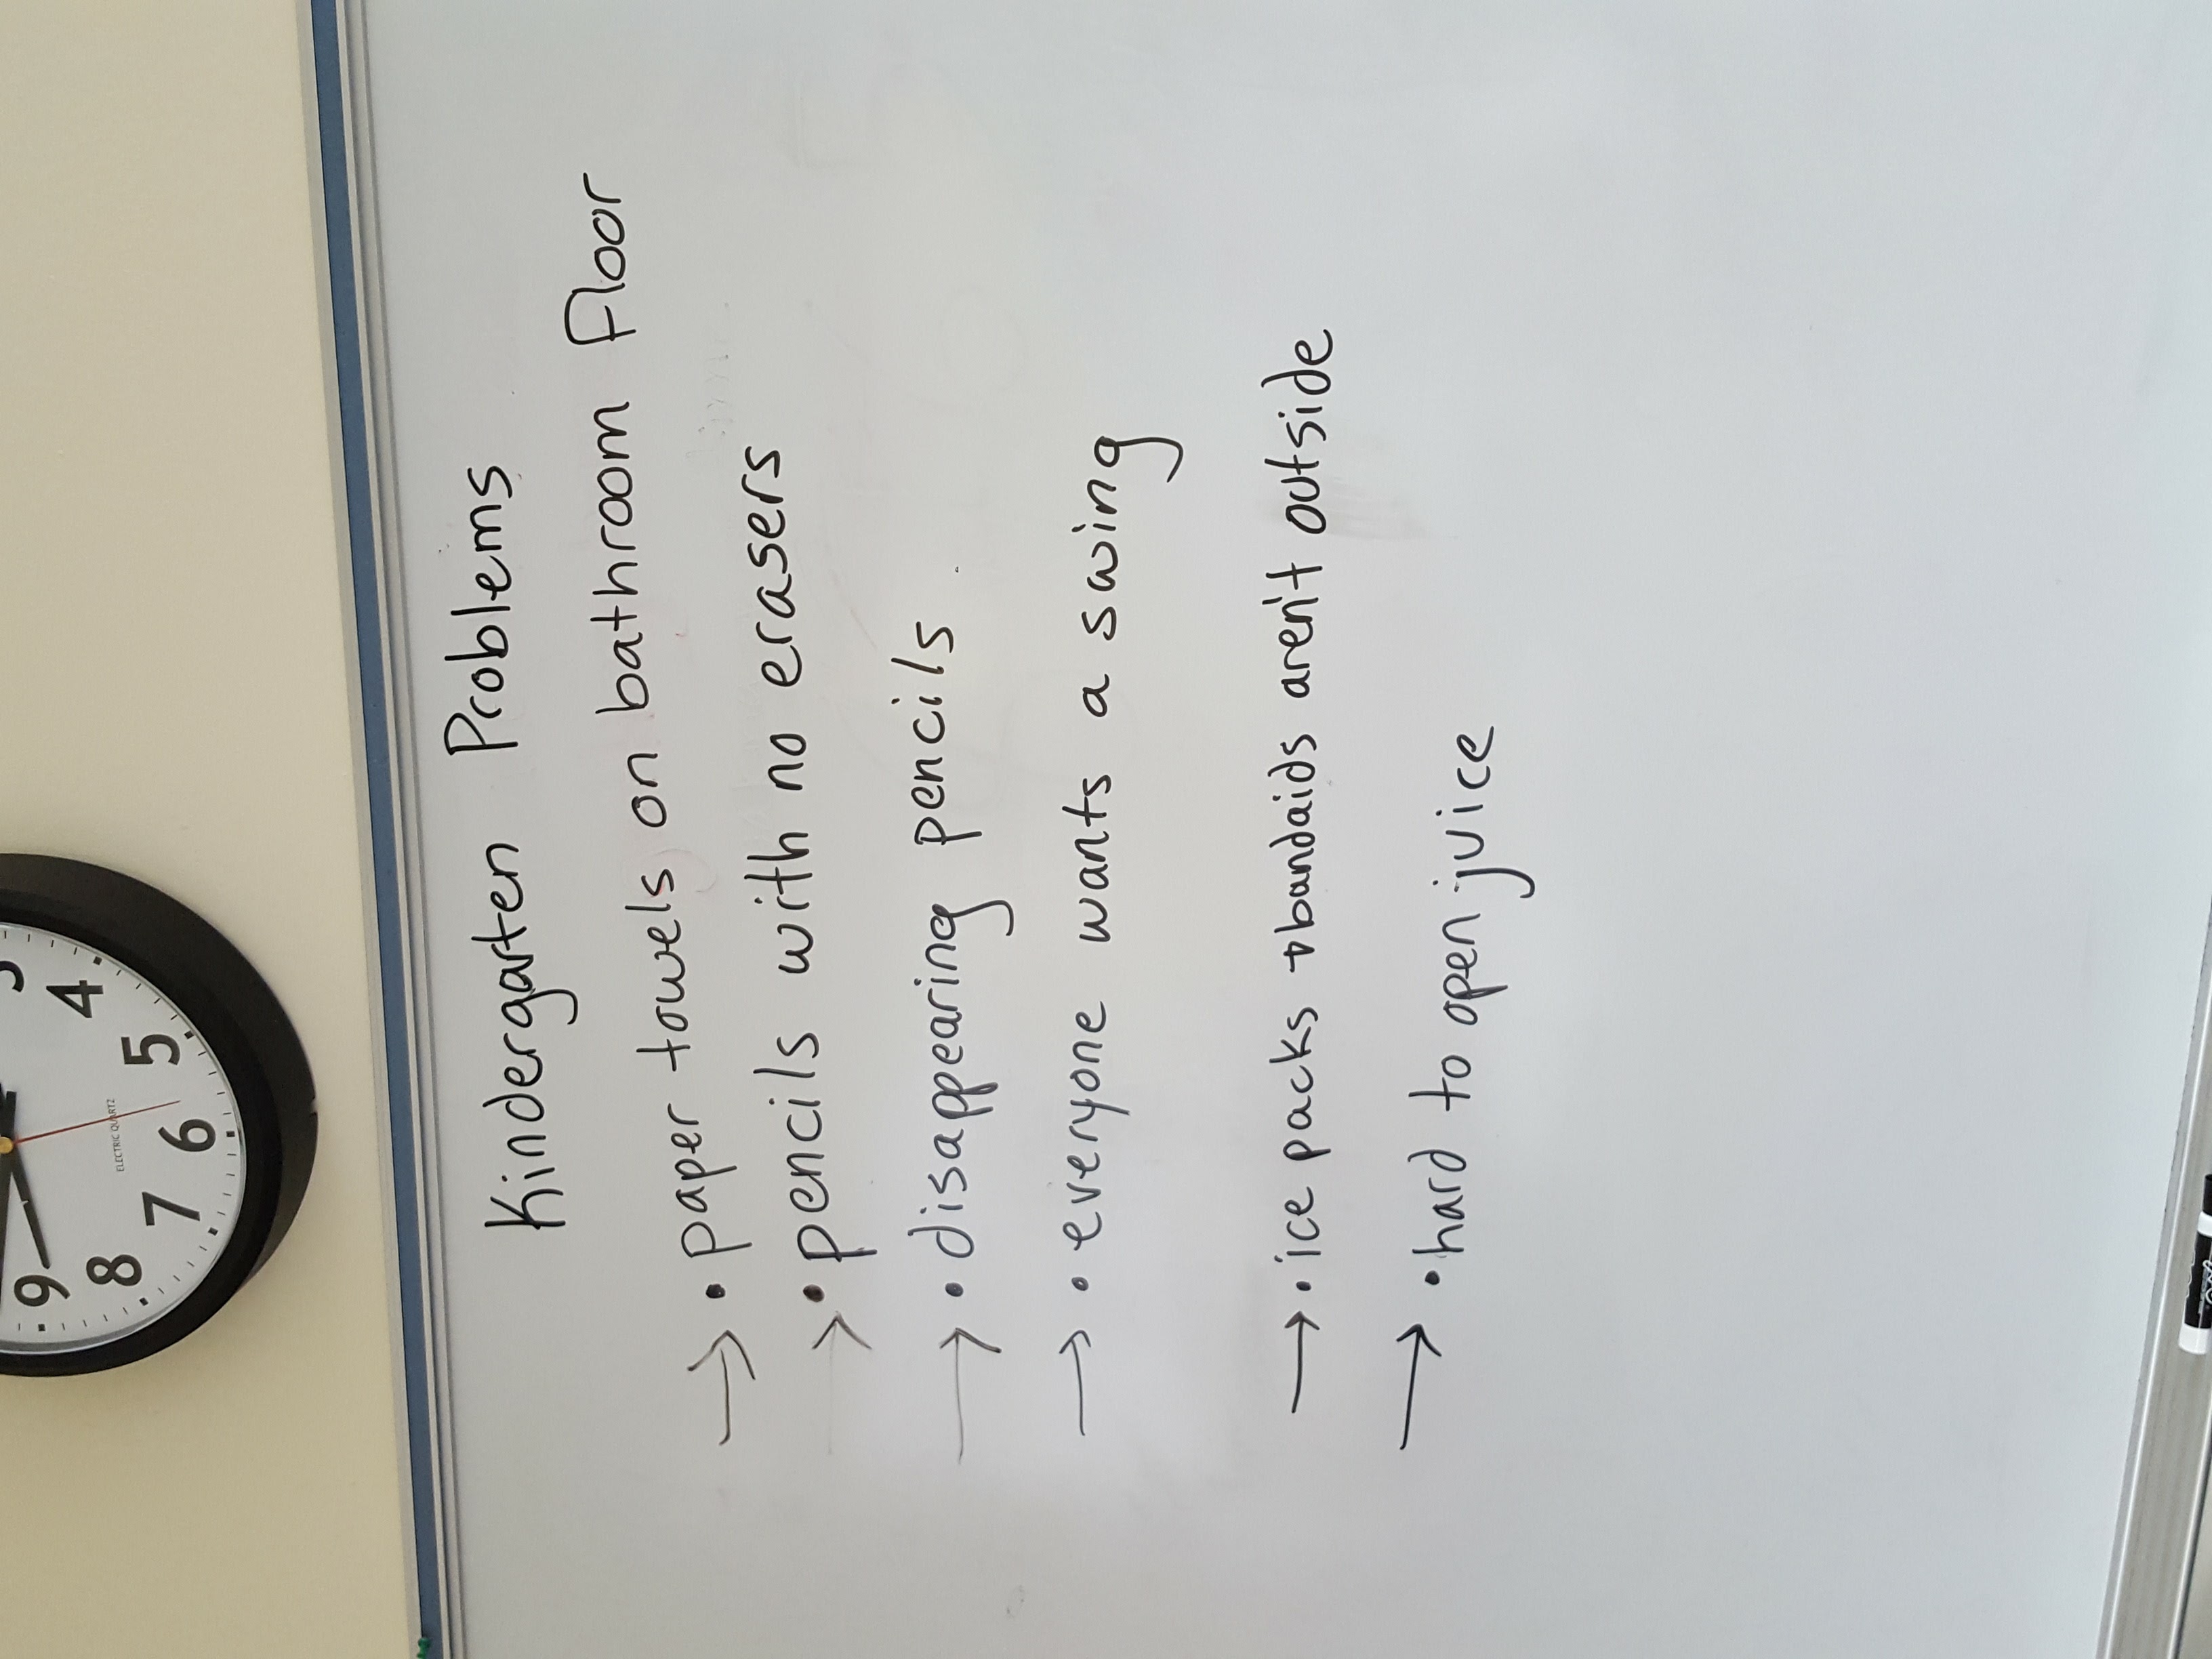 9
3
8
4
ELECTRIC QUARTZ
7
5
6
Kindergarten Problems
→ • paper towels on bathroom floor
→ • pencils with no erasers
→ • disappearing pencils
→ • everyone wants a swing
→ • ice packs + bandaids aren't outside
→ • hard to open juice